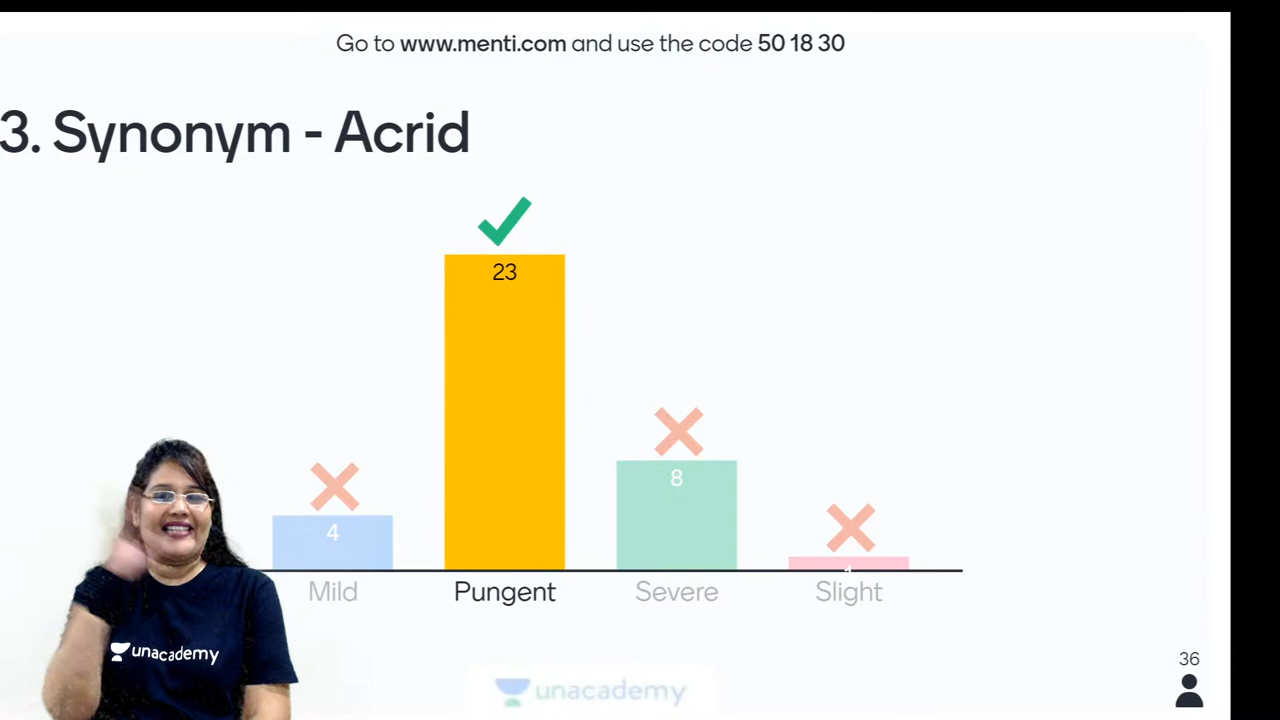 Go to www.menti.com and use the code 50 18 30
3. Synonym - Acrid
23
8
4
1
Mild
Pungent
Severe
Slight
unacademy
36
unacademy